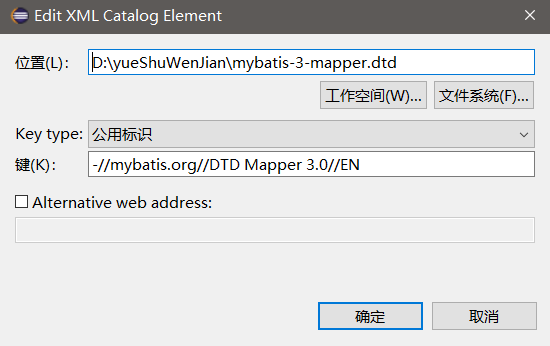 Edit XML Catalog Element
位置(L)： D:\yueShuWenJian\mybatis-3-mapper.dtd
工作空间(W)... 文件系统(F)...
Key type: 公用标识
键(K)： -//mybatis.org//DTD Mapper 3.0//EN
Alternative web address:
确定 取消